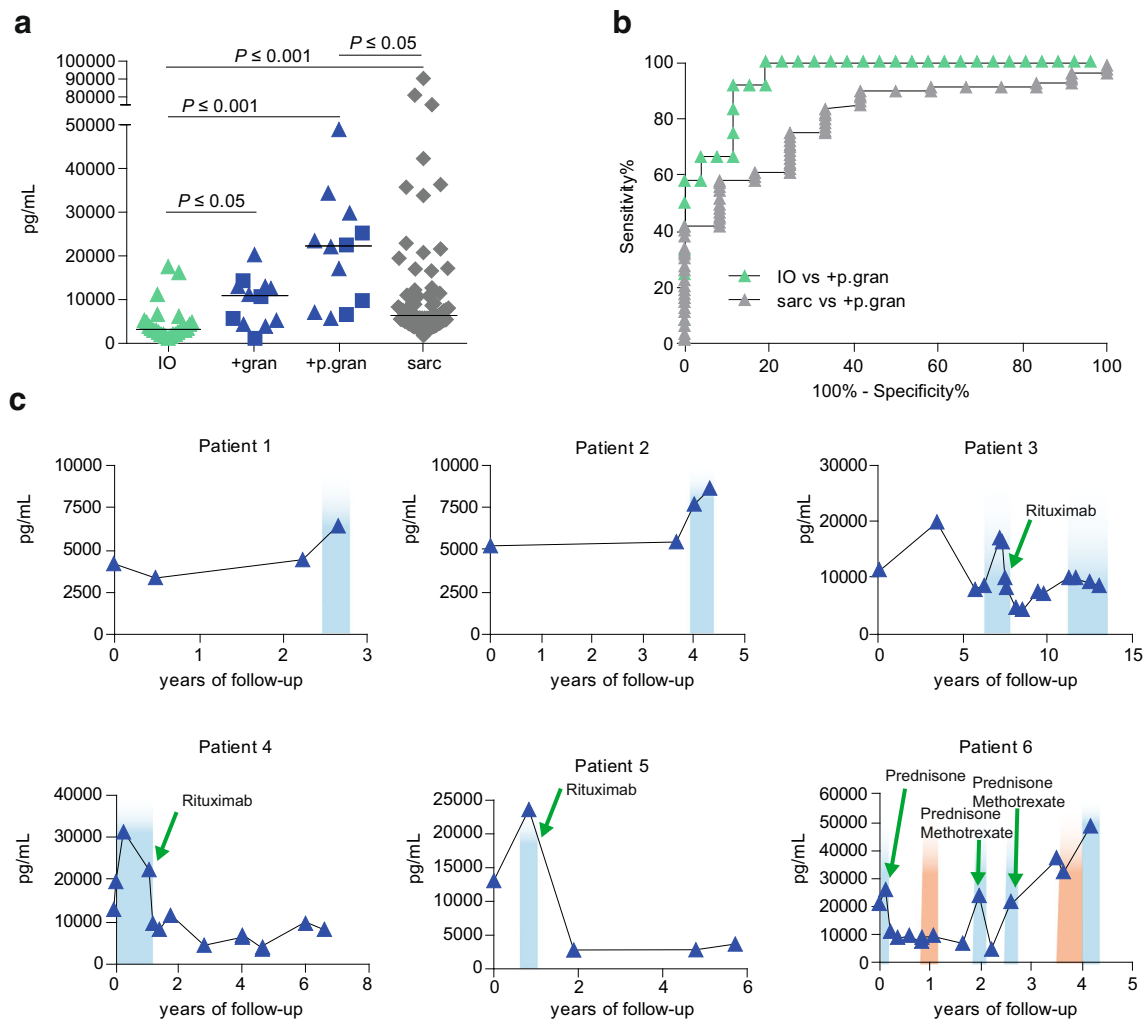 a
P ≤ 0.05
P ≤ 0.001
P ≤ 0.001
P ≤ 0.05
pg/mL
100000
90000
80000
50000
40000
30000
20000
10000
0
IO +gran +p.gran sarc
b
Sensitivity%
100
80
60
40
20
0
IO vs +p.gran
sarc vs +p.gran
0 20 40 60 80 100
100% - Specificity%
c
Patient 1
pg/mL
10000
7500
5000
2500
0
0 1 2 3
years of follow-up
Patient 2
pg/mL
10000
7500
5000
2500
0
0 1 2 3 4 5
years of follow-up
Patient 3
pg/mL
30000
20000
10000
0
Rituximab
0 5 10 15
years of follow-up
Patient 4
pg/mL
40000
30000
20000
10000
0
Rituximab
0 2 4 6 8
years of follow-up
Patient 5
pg/mL
25000
20000
15000
10000
5000
0
Rituximab
0 2 4 6
years of follow-up
Patient 6
pg/mL
60000
50000
40000
30000
20000
10000
0
Prednisone
Prednisone
Methotrexate
Prednisone
Methotrexate
0 1 2 3 4 5
years of follow-up